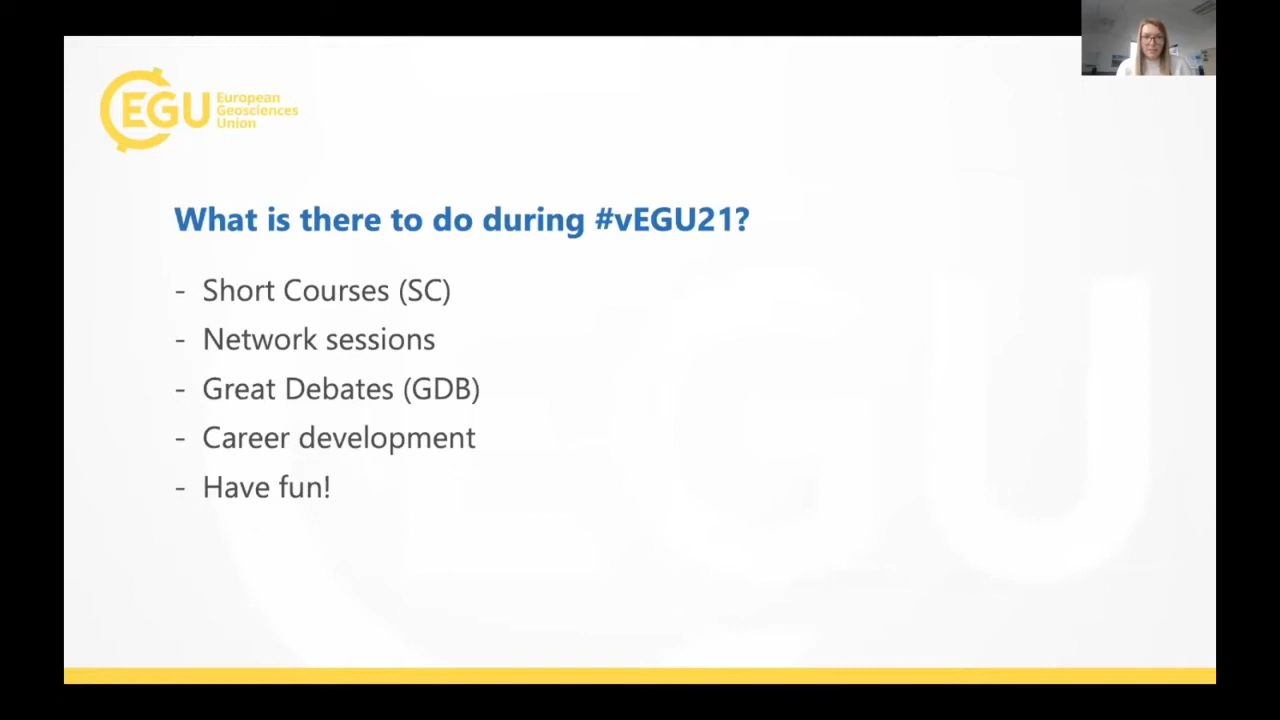 EGU
European
Geosciences
Union
What is there to do during #vEGU21?
- Short Courses (SC)
- Network sessions
- Great Debates (GDB)
- Career development
- Have fun!